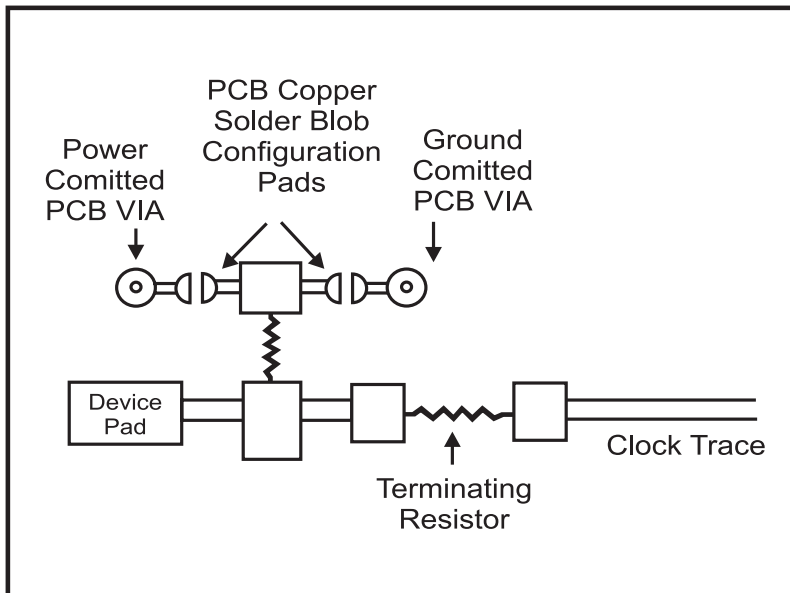 PCB Copper
Solder Blob
Configuration
Pads
Power
Comitted
PCB VIA
Ground
Comitted
PCB VIA
Device
Pad
Clock Trace
Terminating
Resistor